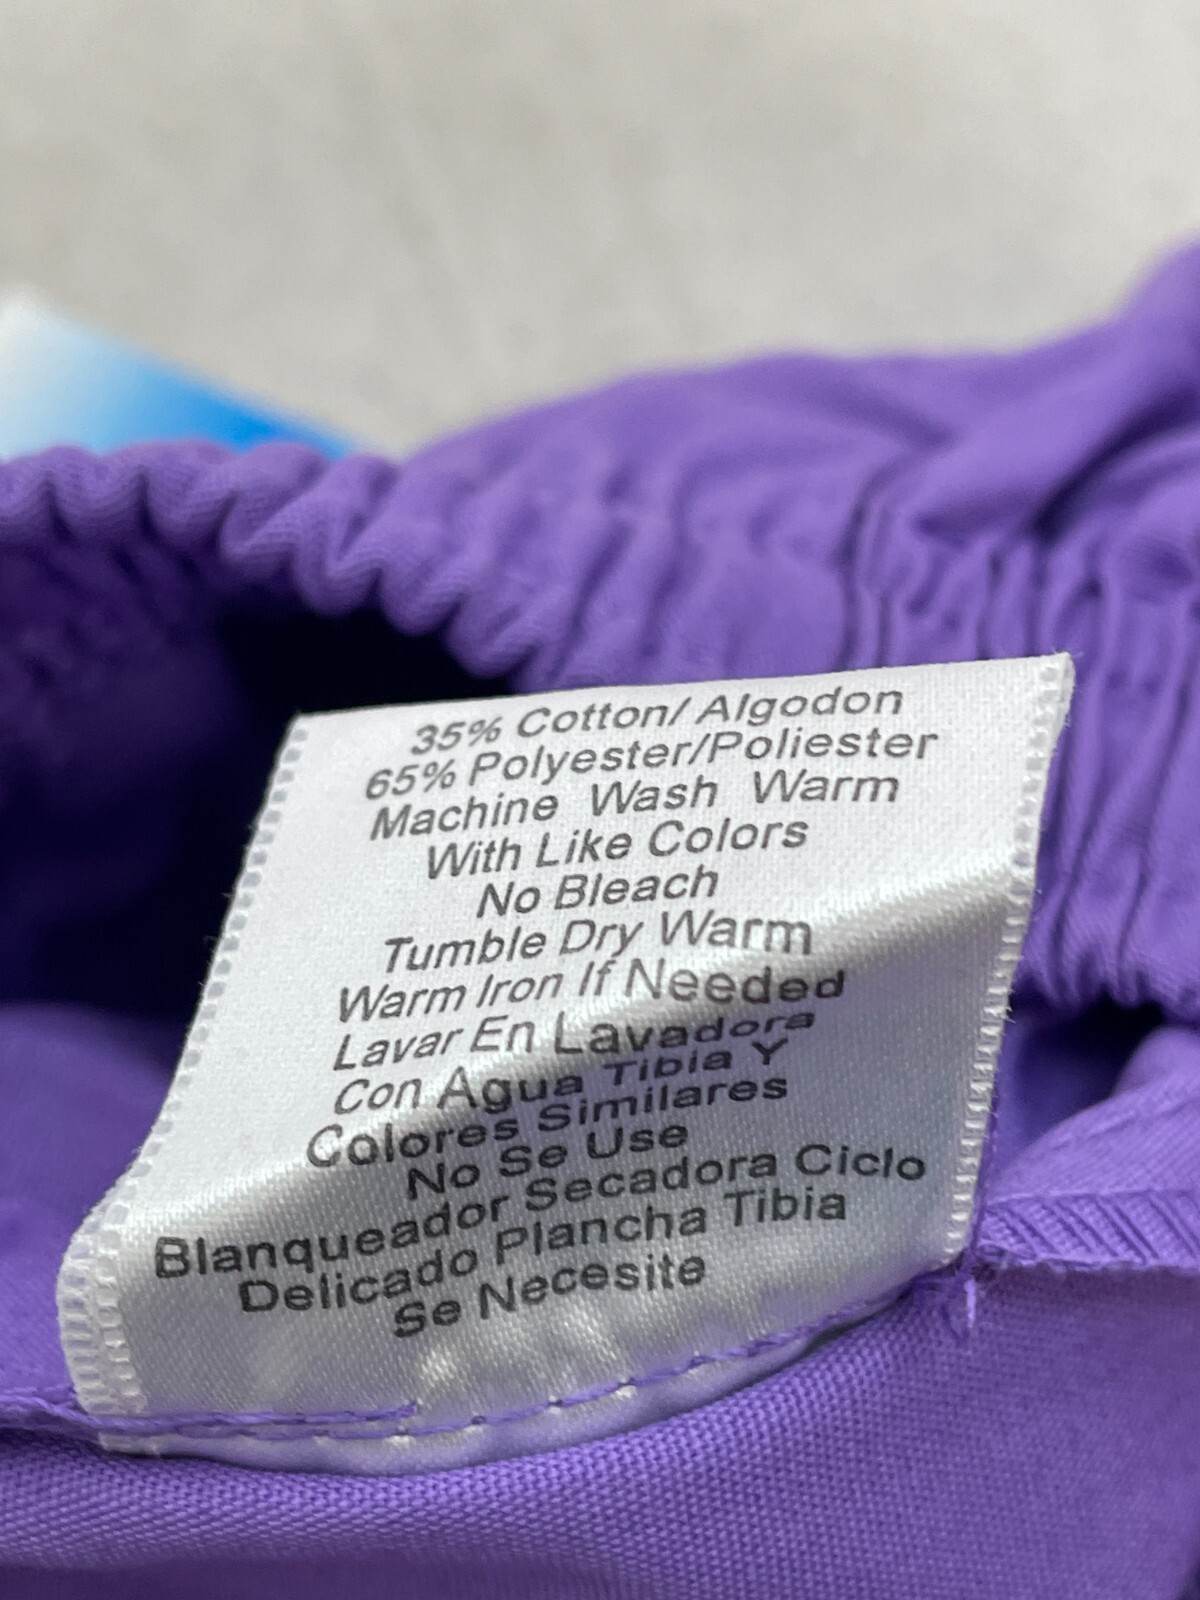 35% Cotton/ Algodon
65% Polyester/Poliester
Machine Wash Warm
With Like Colors
No Bleach
Tumble Dry Warm
Warm Iron If Needed
Lavar En Lavadora
Con Agua Tibia Y
Colores Similares
No Se Use
Blanqueador Secadora Ciclo
Delicado Plancha Tibia
Se Necesite